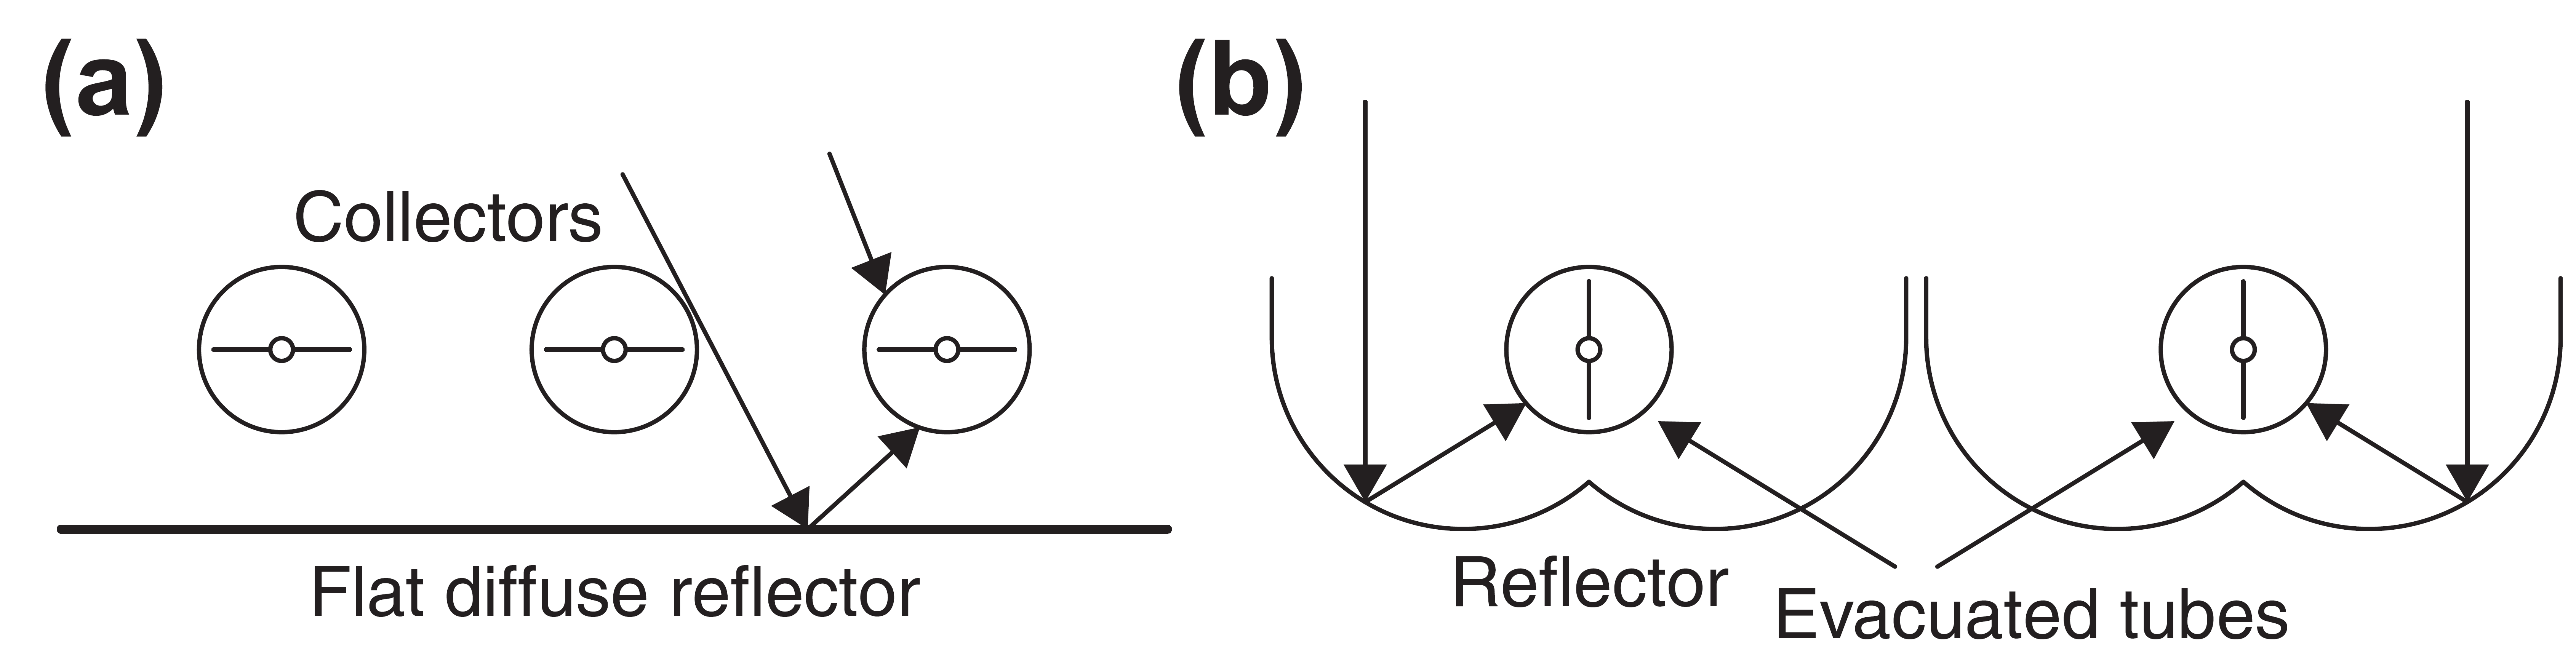 (a)
Collectors
Flat diffuse reflector
(b)
Reflector
Evacuated tubes